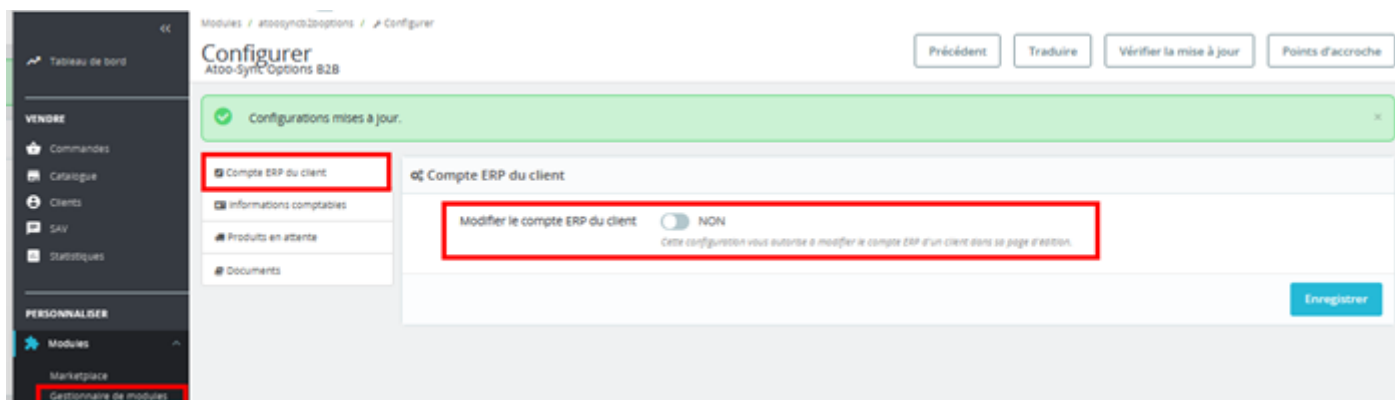 «
Modules / atoosyncb2boptions / Configurer
Configurer
Atoo-Sync Options B2B
Précédent
Traduire
Vérifier la mise à jour
Points d'accroche
Tableau de bord
VENDRE
Commandes
Catalogue
Clients
SAV
Statistiques
PERSONNALISER
Modules
Marketplace
Gestionnaire de modules
Configurations mises à jour.
×
Compte ERP du client
Informations comptables
Produits en attente
Documents
Compte ERP du client
Modifier le compte ERP du client NON
Cette configuration vous autorise à modifier le compte ERP d'un client dans sa page d'édition.
Enregistrer